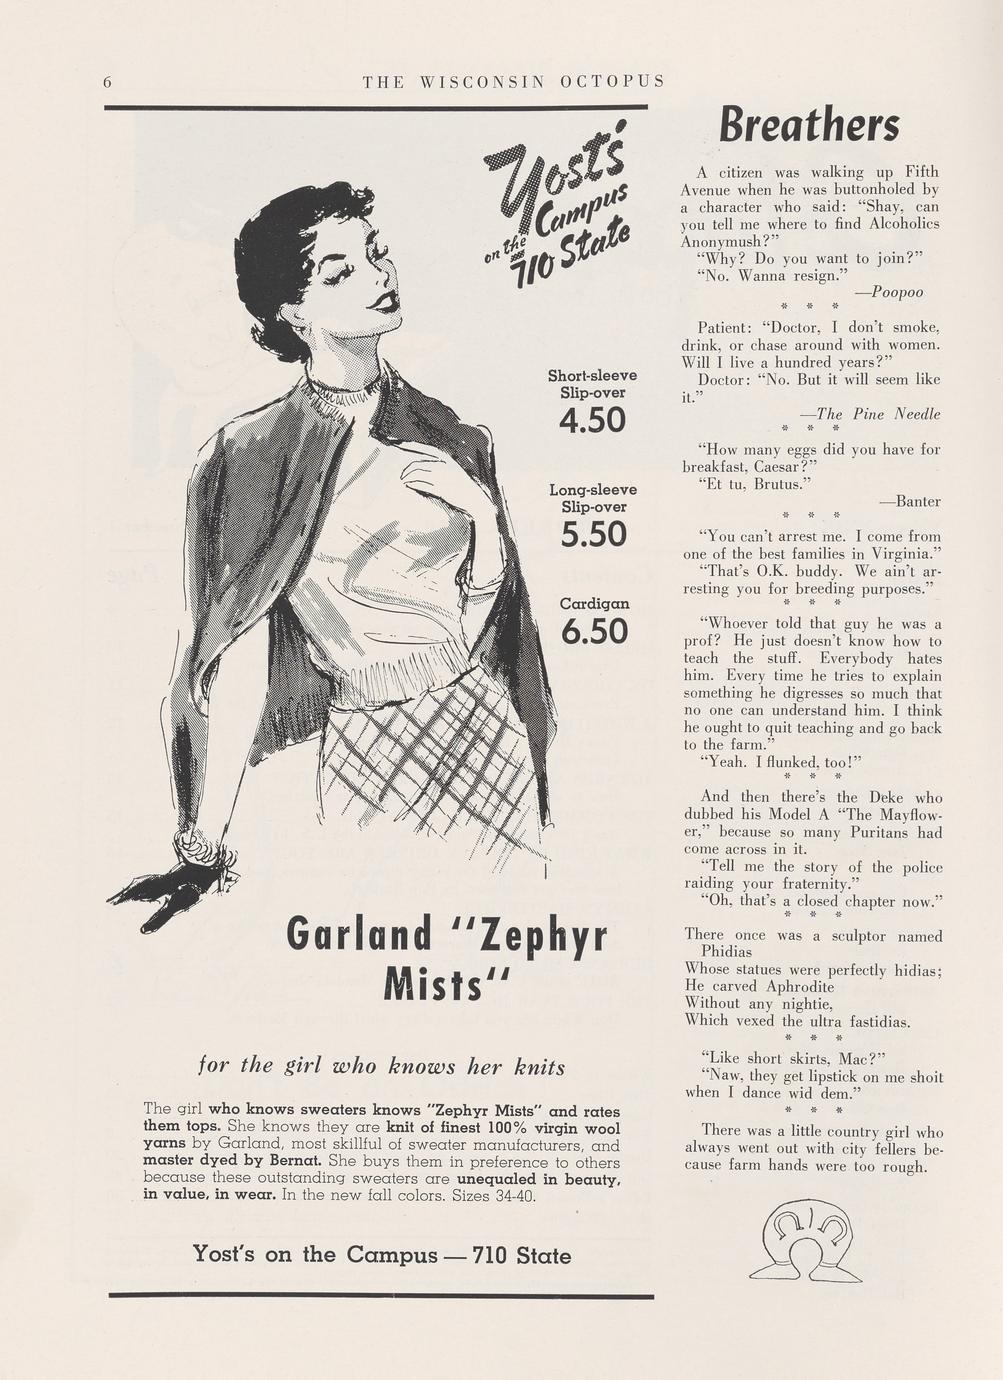 6
THE WISCONSIN OCTOPUS
Yost's
Campus
on the
710 State
Short-sleeve
Slip-over
4.50
Long-sleeve
Slip-over
5.50
Cardigan
6.50
Garland "Zephyr
Mists"
for the girl who knows her knits
The girl who knows sweaters knows "Zephyr Mists" and rates
them tops. She knows they are knit of finest 100% virgin wool
yarns by Garland, most skillful of sweater manufacturers, and
master dyed by Bernat. She buys them in preference to others
because these outstanding sweaters are unequaled in beauty,
in value, in wear. In the new fall colors. Sizes 34-40.
Yost's on the Campus — 710 State
Breathers
A citizen was walking up Fifth
Avenue when he was buttonholed by
a character who said: “Shay, can
you tell me where to find Alcoholics
Anonymush?”
“Why? Do you want to join?”
“No. Wanna resign.”
—Poopoo
* * *
Patient: “Doctor, I don’t smoke,
drink, or chase around with women.
Will I live a hundred years?”
Doctor: “No. But it will seem like
it.”
—The Pine Needle
* * *
“How many eggs did you have for
breakfast, Caesar?”
“Et tu, Brutus.”
—Banter
* * *
“You can’t arrest me. I come from
one of the best families in Virginia.”
“That’s O.K. buddy. We ain’t ar-
resting you for breeding purposes.”
* * *
“Whoever told that guy he was a
prof? He just doesn’t know how to
teach the stuff. Everybody hates
him. Every time he tries to explain
something he digresses so much that
no one can understand him. I think
he ought to quit teaching and go back
to the farm.”
“Yeah. I flunked, too!”
* * *
And then there’s the Deke who
dubbed his Model A “The Mayflow-
er,” because so many Puritans had
come across in it.
“Tell me the story of the police
raiding your fraternity.”
“Oh, that’s a closed chapter now.”
* * *
There once was a sculptor named
Phidias
Whose statues were perfectly hidias;
He carved Aphrodite
Without any nightie,
Which vexed the ultra fastidias.
* * *
“Like short skirts, Mac?”
“Naw, they get lipstick on me shoit
when I dance wid dem.”
* * *
There was a little country girl who
always went out with city fellers be-
cause farm hands were too rough.